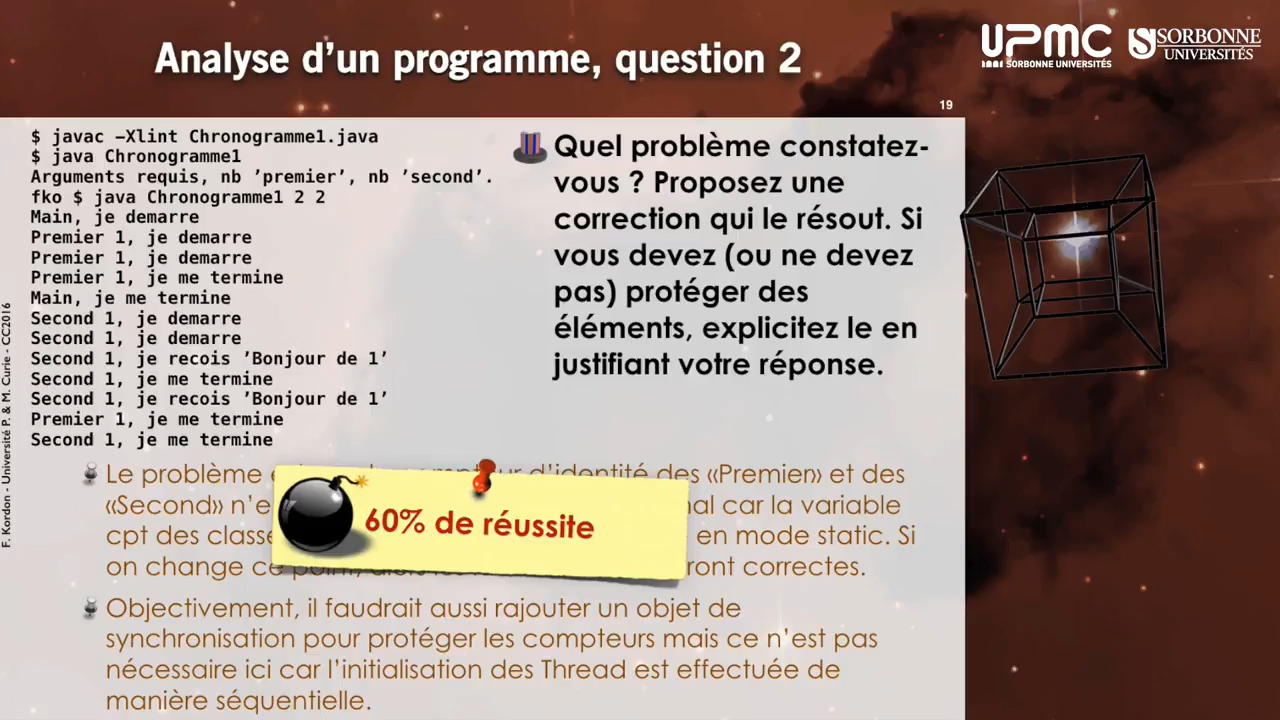 Analyse d'un programme, question 2
UPMC
SORBONNE UNIVERSITÉS
SORBONNE
UNIVERSITÉS
19
$ javac –Xlint Chronogramme1.java
$ java Chronogramme1
Arguments requis, nb ’premier’, nb ’second’.
fko $ java Chronogramme1 2 2
Main, je demarre
Premier 1, je demarre
Premier 1, je demarre
Premier 1, je me termine
Main, je me termine
Second 1, je demarre
Second 1, je demarre
Second 1, je recois ’Bonjour de 1’
Second 1, je me termine
Second 1, je recois ’Bonjour de 1’
Premier 1, je me termine
Second 1, je me termine
Quel problème constatez-
vous ? Proposez une
correction qui le résout. Si
vous devez (ou ne devez
pas) protéger des
éléments, explicitez le en
justifiant votre réponse.
Le problème d’identité des «Premier» et des
«Second» n’e car la variable
cpt des en mode static. Si
on change ce correctes.
60% de réussite
Objectivement, il faudrait aussi rajouter un objet de
synchronisation pour protéger les compteurs mais ce n’est pas
nécessaire ici car l’initialisation des Thread est effectuée de
manière séquentielle.
F. Kordon - Université P. & M. Curie - CC2016